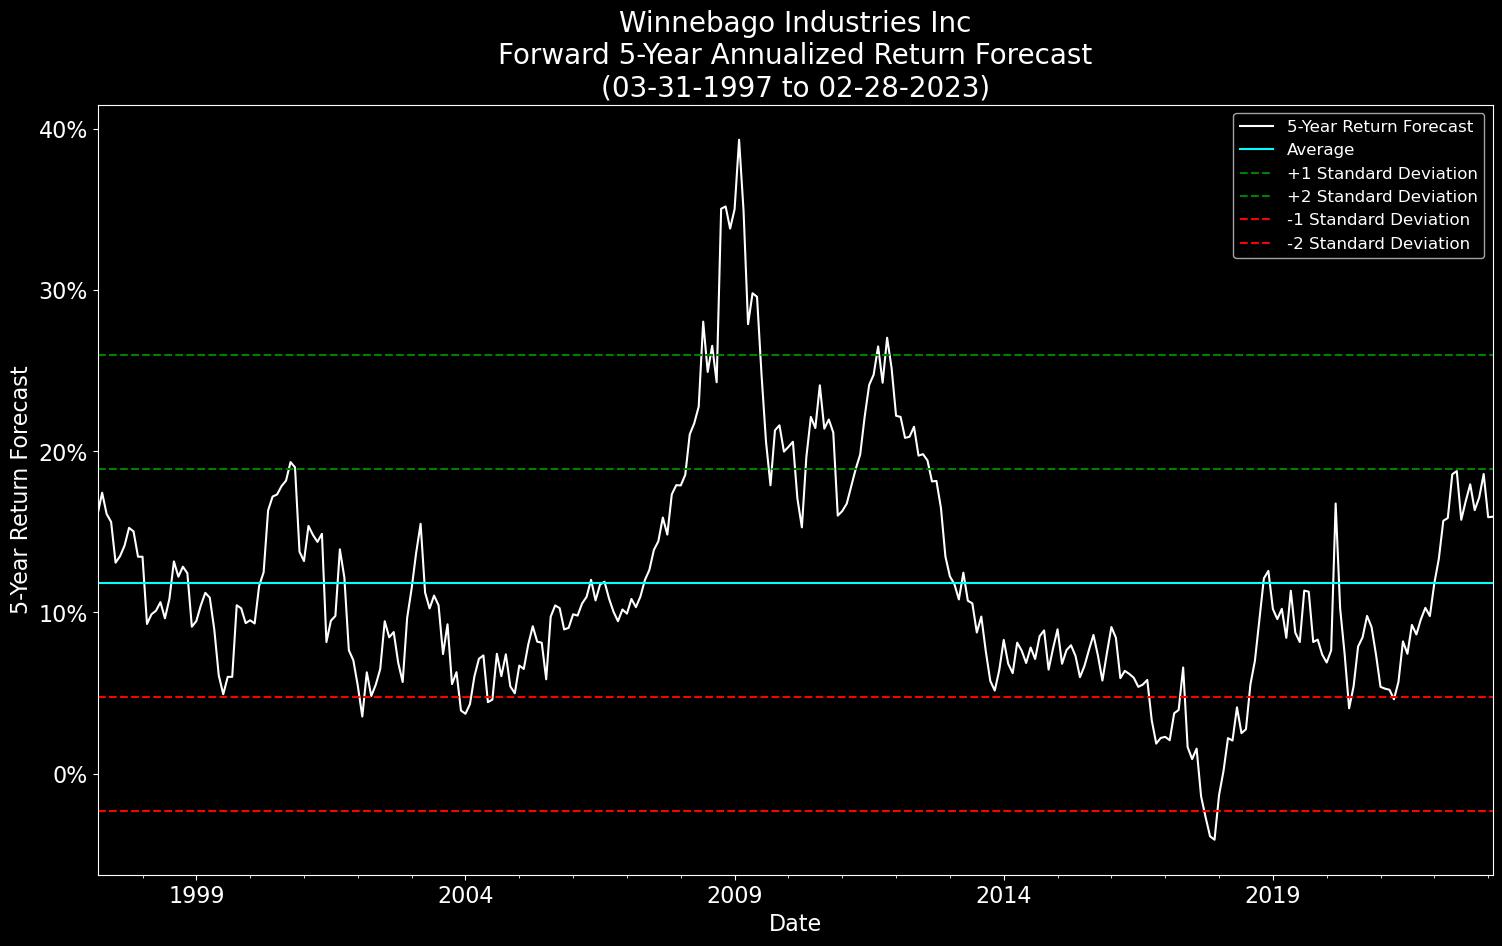 Winnebago Industries Inc
Forward 5-Year Annualized Return Forecast
(03-31-1997 to 02-28-2023)
5-Year Return Forecast
Average
+1 Standard Deviation
+2 Standard Deviation
-1 Standard Deviation
-2 Standard Deviation
40%
30%
20%
10%
0%
5-Year Return Forecast
1999
2004
2009
2014
2019
Date